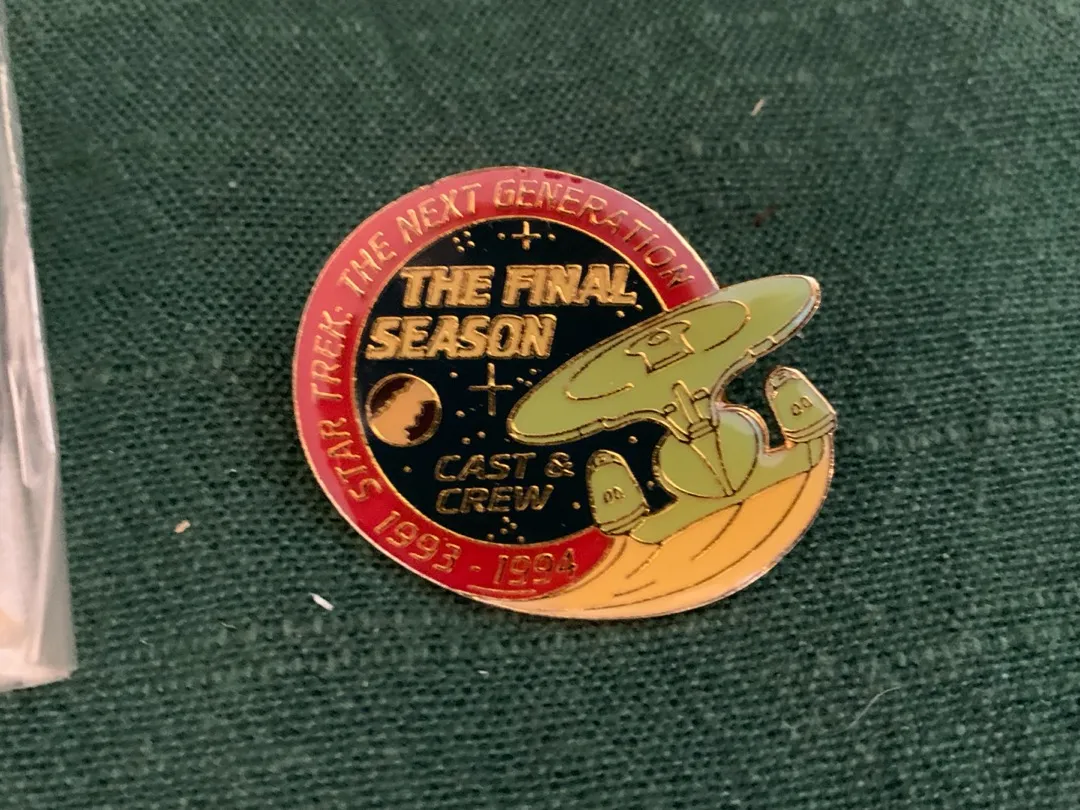 STAR TREK: THE NEXT GENERATION
THE FINAL
SEASON
CAST &
CREW
1993 - 1994